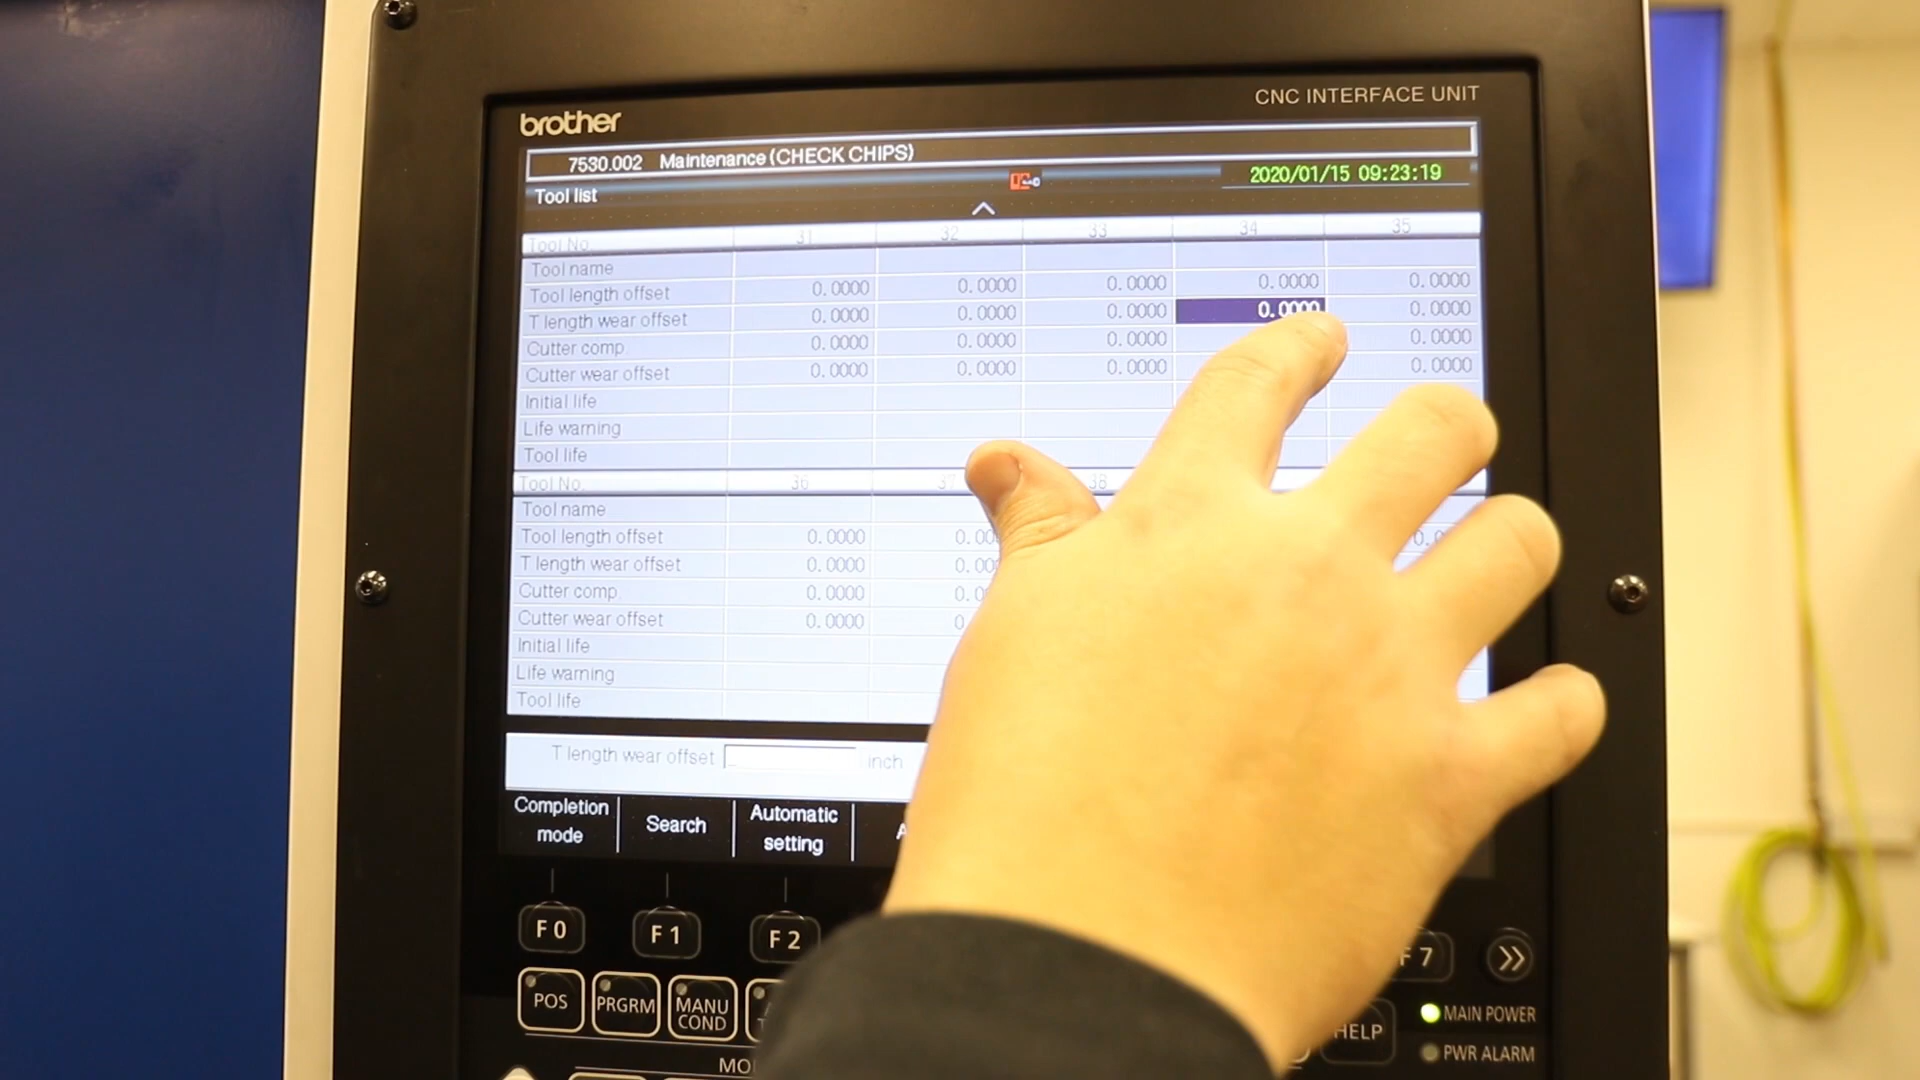 CNC INTERFACE UNIT
brother
7530.002 Maintenance (CHECK CHIPS)
Tool list 2020/01/15 09:23:19
Tool No. 31 32 33 34 35
Tool name
Tool length offset 0.0000 0.0000 0.0000 0.0000 0.0000
T length wear offset 0.0000 0.0000 0.0000 0.0000 0.0000
Cutter comp 0.0000 0.0000 0.0000 0.0000
Cutter wear offset 0.0000 0.0000 0.0000 0.0000
Initial life
Life warning
Tool life
Tool No. 36 37 38
Tool name
Tool length offset 0.0000 0.00 0.0
T length wear offset 0.0000 0.00
Cutter comp 0.0000 0.0
Cutter wear offset 0.0000 0
Initial life
Life warning
Tool life
T length wear offset inch
Completion mode Search Automatic setting
F 0 F 1 F 2 F 7 »
POS PRGRM MANU COND HELP
MAIN POWER
PWR ALARM